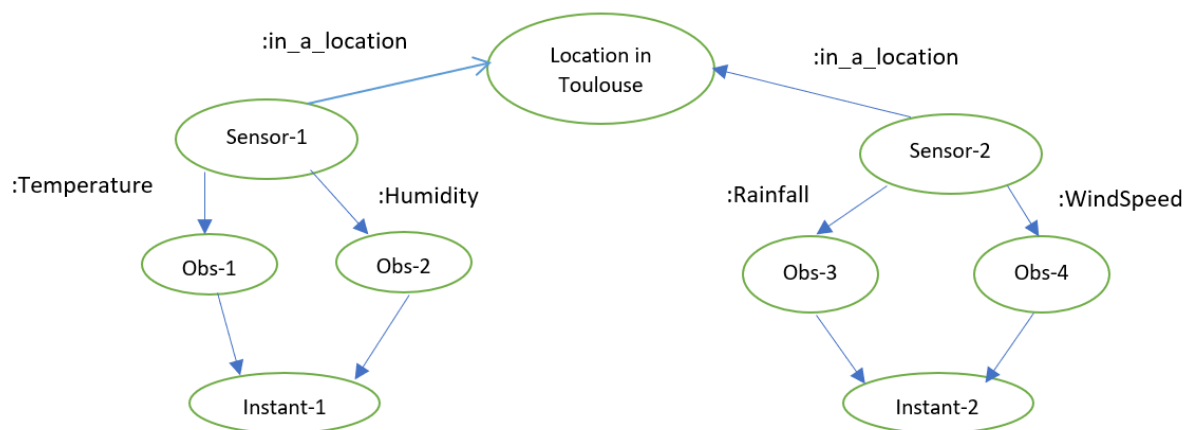 :in_a_location
Location in
Toulouse
:in_a_location
Sensor-1
Sensor-2
:Temperature
:Humidity
:Rainfall
:WindSpeed
Obs-1
Obs-2
Obs-3
Obs-4
Instant-1
Instant-2